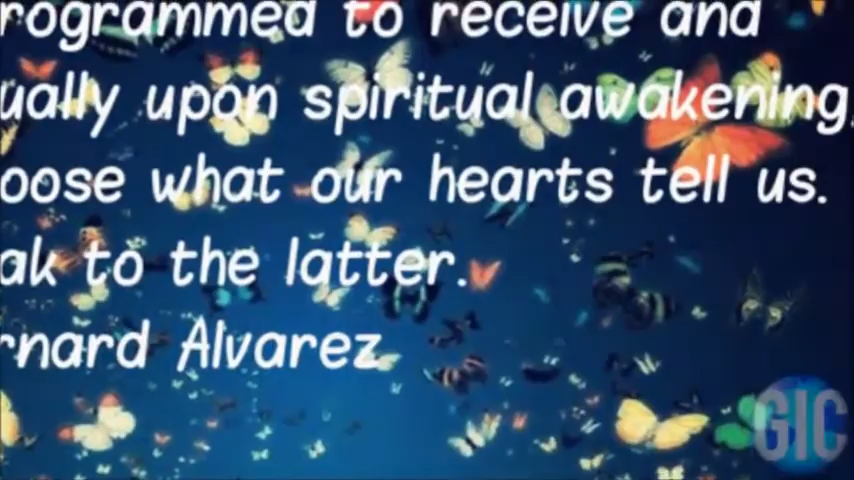 rogrammed to receive and
ually upon spiritual awakening,
oose what our hearts tell us.
ak to the latter.
rnard Alvarez
GIC